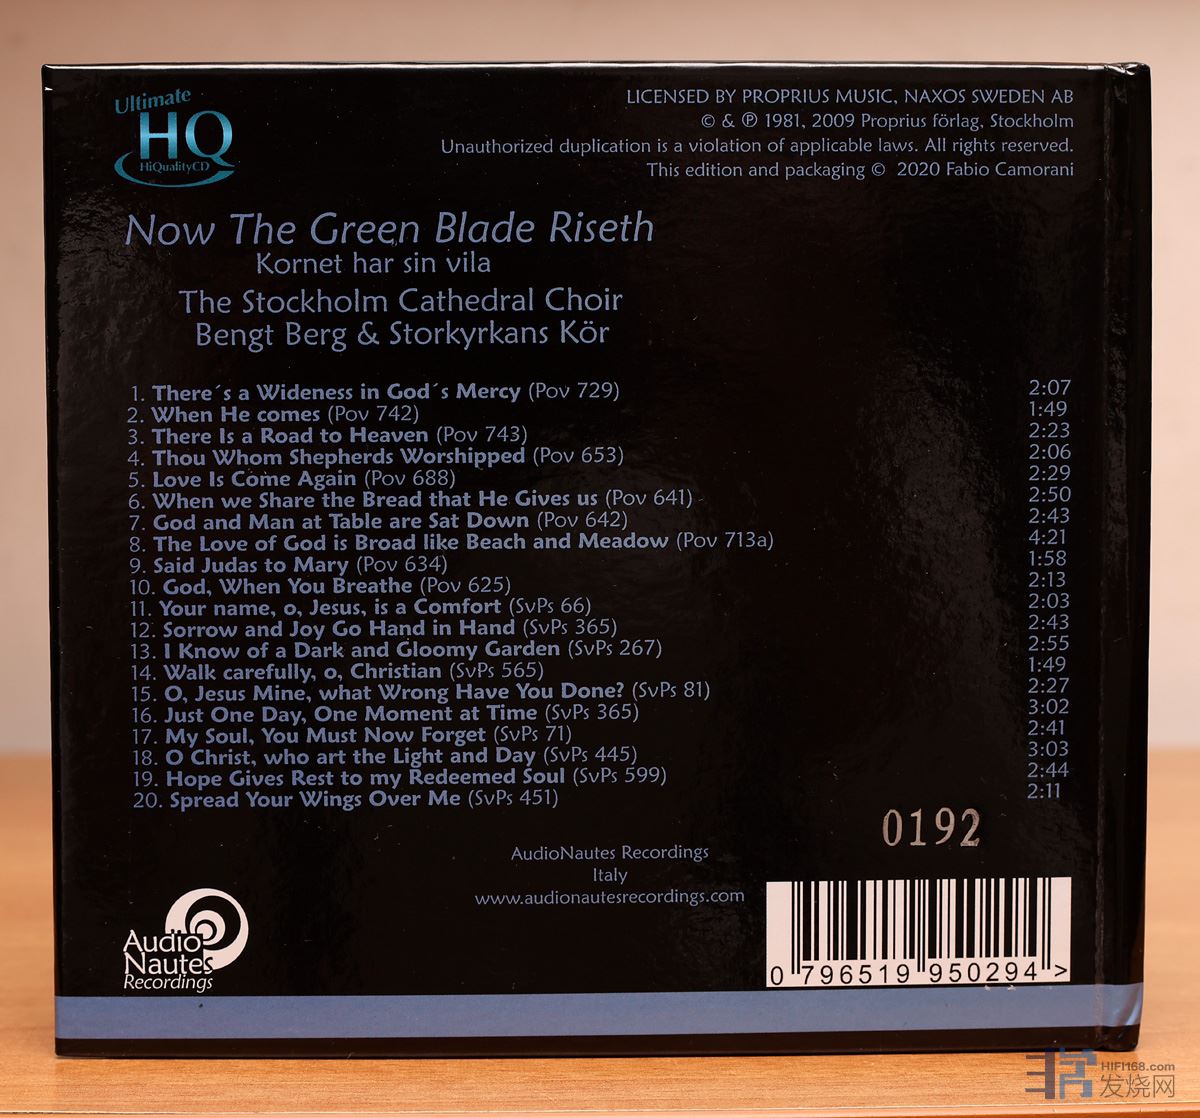 Ultimate
HQ
HiQualityCD
LICENSED BY PROPRIUS MUSIC, NAXOS SWEDEN AB
© & ℗ 1981, 2009 Proprius förlag, Stockholm
Unauthorized duplication is a violation of applicable laws. All rights reserved.
This edition and packaging © 2020 Fabio Camorani
Now The Green Blade Riseth
Kornet har sin vila
The Stockholm Cathedral Choir
Bengt Berg & Storkyrkans Kör
1. There´s a Wideness in God´s Mercy (Pov 729) 2:07
2. When He comes (Pov 742) 1:49
3. There Is a Road to Heaven (Pov 743) 2:23
4. Thou Whom Shepherds Worshipped (Pov 653) 2:06
5. Love Is Come Again (Pov 688) 2:29
6. When we Share the Bread that He Gives us (Pov 641) 2:50
7. God and Man at Table are Sat Down (Pov 642) 2:43
8. The Love of God is Broad like Beach and Meadow (Pov 713a) 4:21
9. Said Judas to Mary (Pov 634) 1:58
10. God, When You Breathe (Pov 625) 2:13
11. Your name, o, Jesus, is a Comfort (SvPs 66) 2:03
12. Sorrow and Joy Go Hand in Hand (SvPs 365) 2:43
13. I Know of a Dark and Gloomy Garden (SvPs 267) 2:55
14. Walk carefully, o, Christian (SvPs 565) 1:49
15. O, Jesus Mine, what Wrong Have You Done? (SvPs 81) 2:27
16. Just One Day, One Moment at Time (SvPs 365) 3:02
17. My Soul, You Must Now Forget (SvPs 71) 2:41
18. O Christ, who art the Light and Day (SvPs 445) 3:03
19. Hope Gives Rest to my Redeemed Soul (SvPs 599) 2:44
20. Spread Your Wings Over Me (SvPs 451) 2:11
0192
AudioNautes Recordings
Italy
www.audionautesrecordings.com
Audio
Nautes
Recordings
0 796519 950294 >
HIFI168.com
发烧网